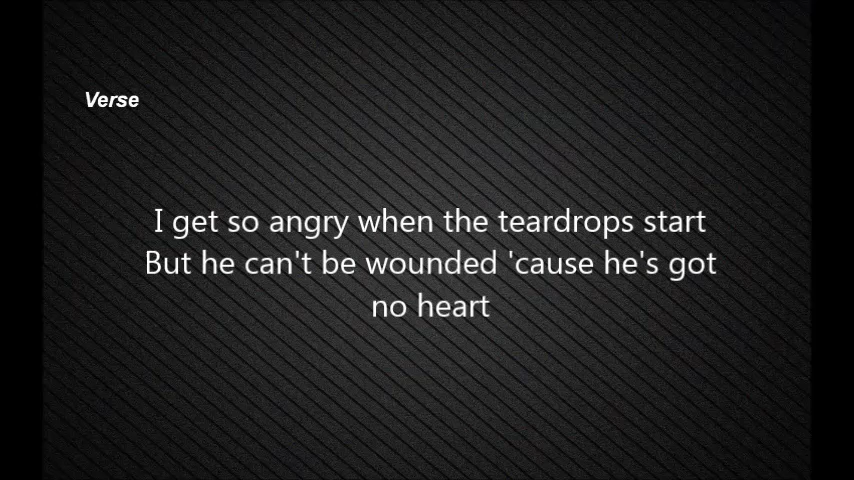 Verse
I get so angry when the teardrops start
But he can't be wounded 'cause he's got
no heart